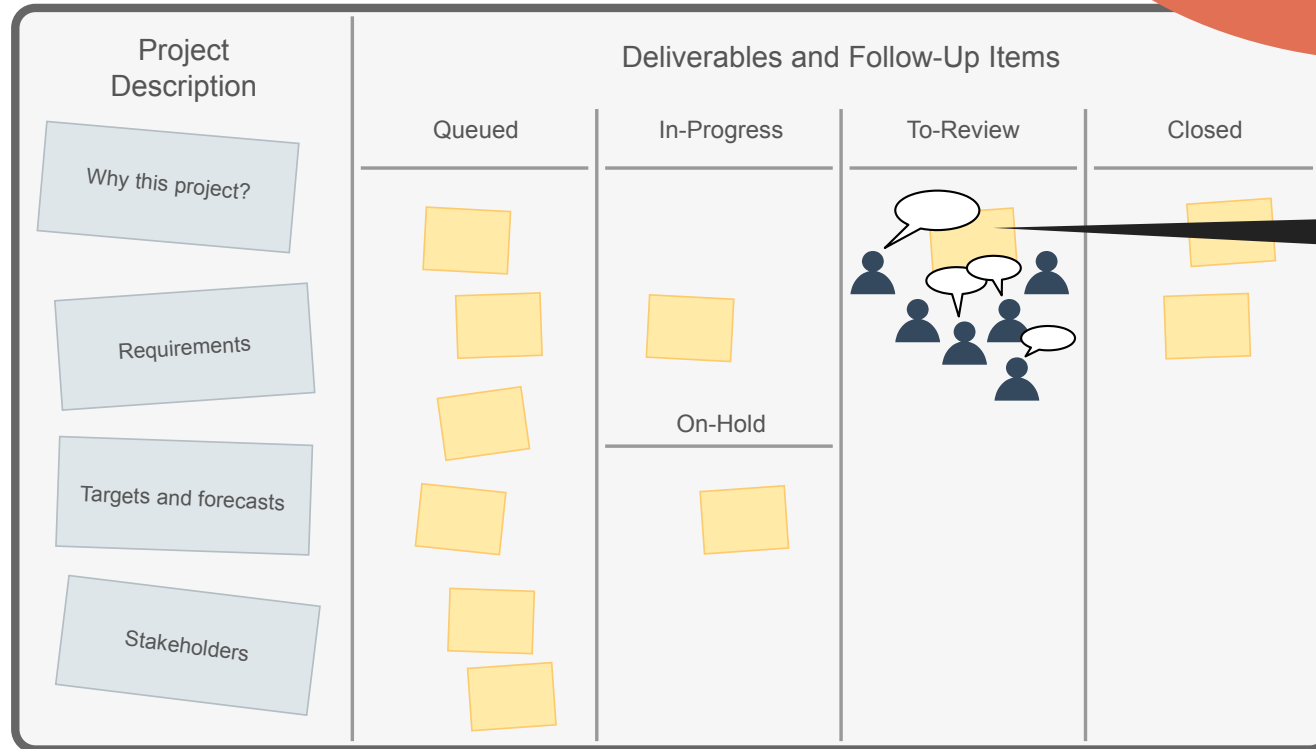 Project
Description
Deliverables and Follow-Up Items
Queued
In-Progress
To-Review
Closed
Why this project?
Requirements
On-Hold
Targets and forecasts
Stakeholders